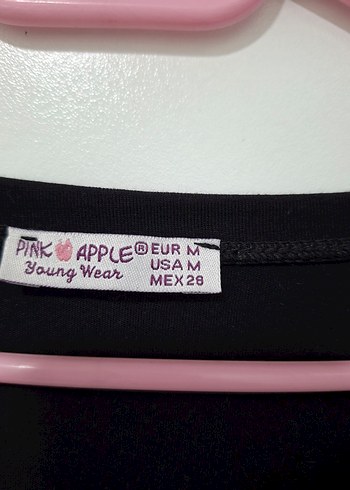 PINK APPLE® EUR M
Young Wear USA M
MEX 28